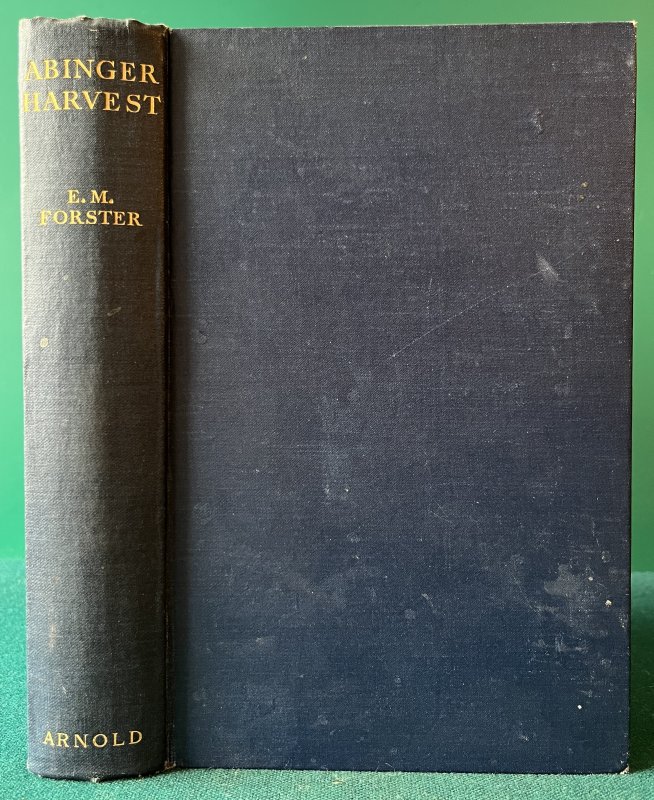 ABINGER
HARVEST
E. M.
FORSTER
ARNOLD